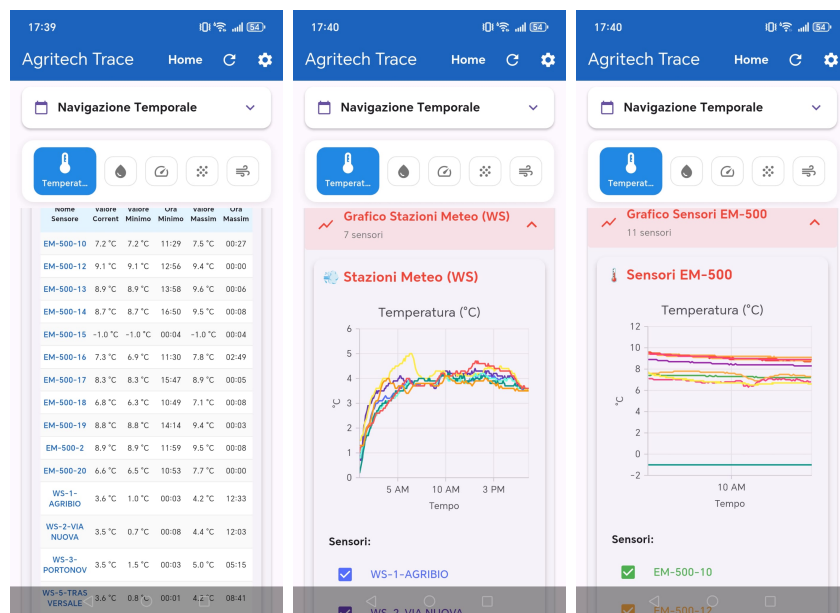 17:39
54
Agritech Trace
Home
Navigazione Temporale
Temperat...
Nome Sensore Valore Corrent Valore Minimo Ora Minimo Valore Massim Ora Massim
EM-500-10 7.2 °C 7.2 °C 11:29 7.5 °C 00:27
EM-500-12 9.1 °C 9.1 °C 12:56 9.4 °C 00:00
EM-500-13 8.9 °C 8.9 °C 13:58 9.6 °C 00:06
EM-500-14 8.7 °C 8.7 °C 16:50 9.5 °C 00:08
EM-500-15 -1.0 °C -1.0 °C 00:04 -1.0 °C 00:04
EM-500-16 7.3 °C 6.9 °C 11:30 7.8 °C 02:49
EM-500-17 8.3 °C 8.3 °C 15:47 8.9 °C 00:05
EM-500-18 6.8 °C 6.3 °C 10:49 7.1 °C 00:08
EM-500-19 8.8 °C 8.8 °C 14:14 9.4 °C 00:03
EM-500-2 8.9 °C 8.9 °C 11:59 9.5 °C 00:08
EM-500-20 6.6 °C 6.5 °C 10:53 7.7 °C 00:00
WS-1-AGRIBIO 3.6 °C 1.0 °C 00:03 4.2 °C 12:33
WS-2-VIA NUOVA 3.5 °C 0.7 °C 00:08 4.4 °C 12:03
WS-3-PORTONOV 3.5 °C 1.5 °C 00:03 5.0 °C 05:15
WS-5-TRAS VERSALE 3.6 °C 0.8 °C 00:01 4.2 °C 08:41
17:40
54
Agritech Trace
Home
Navigazione Temporale
Temperat...
Grafico Stazioni Meteo (WS)
7 sensori
Stazioni Meteo (WS)
Temperatura (°C)
6
5
4
3
2
1
0
°C
5 AM 10 AM 3 PM
Tempo
Sensori:
WS-1-AGRIBIO
WS-2-VIA NUOVA
17:40
54
Agritech Trace
Home
Navigazione Temporale
Temperat...
Grafico Sensori EM-500
11 sensori
Sensori EM-500
Temperatura (°C)
12
10
8
6
4
2
0
-2
°C
10 AM
Tempo
Sensori:
EM-500-10
EM-500-12